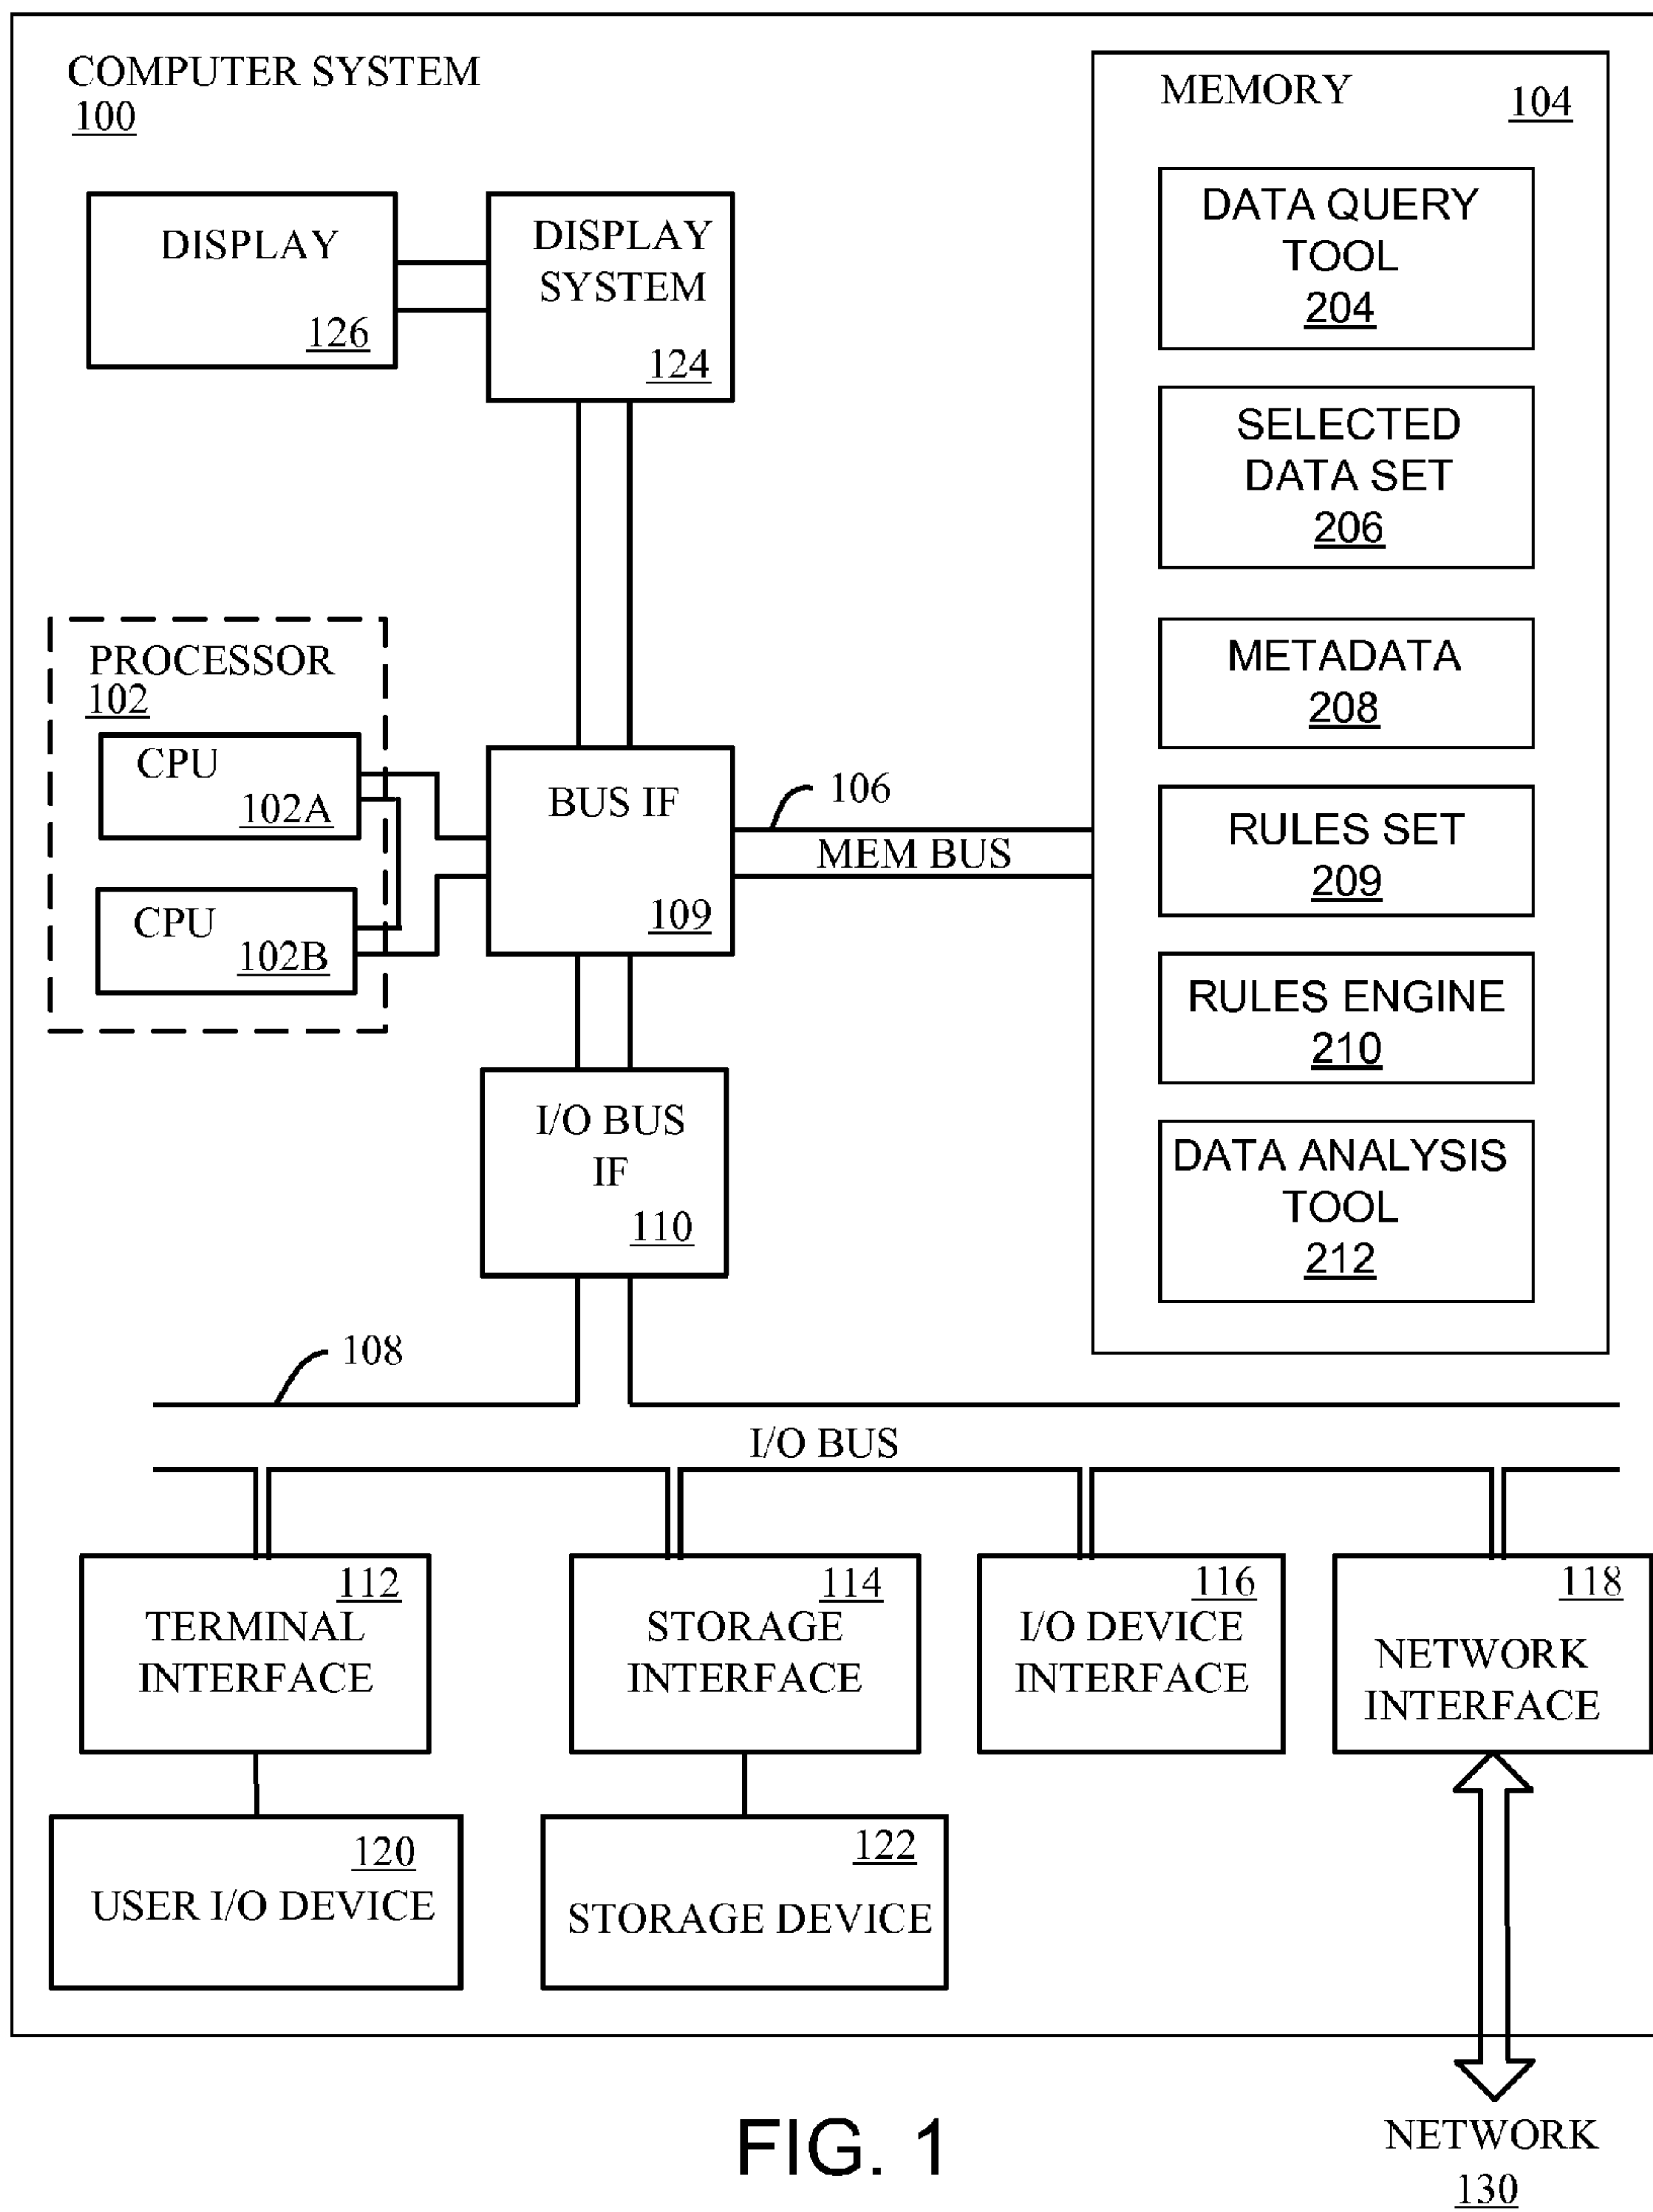 COMPUTER SYSTEM
100
DISPLAY
126
DISPLAY
SYSTEM
124
MEMORY
104
DATA QUERY
TOOL
204
SELECTED
DATA SET
206
METADATA
208
RULES SET
209
RULES ENGINE
210
DATA ANALYSIS
TOOL
212
PROCESSOR
102
CPU
102A
CPU
102B
BUS IF
109
106
MEM BUS
I/O BUS
IF
110
108
I/O BUS
112
TERMINAL
INTERFACE
114
STORAGE
INTERFACE
116
I/O DEVICE
INTERFACE
118
NETWORK
INTERFACE
120
USER I/O DEVICE
122
STORAGE DEVICE
NETWORK
130
FIG. 1